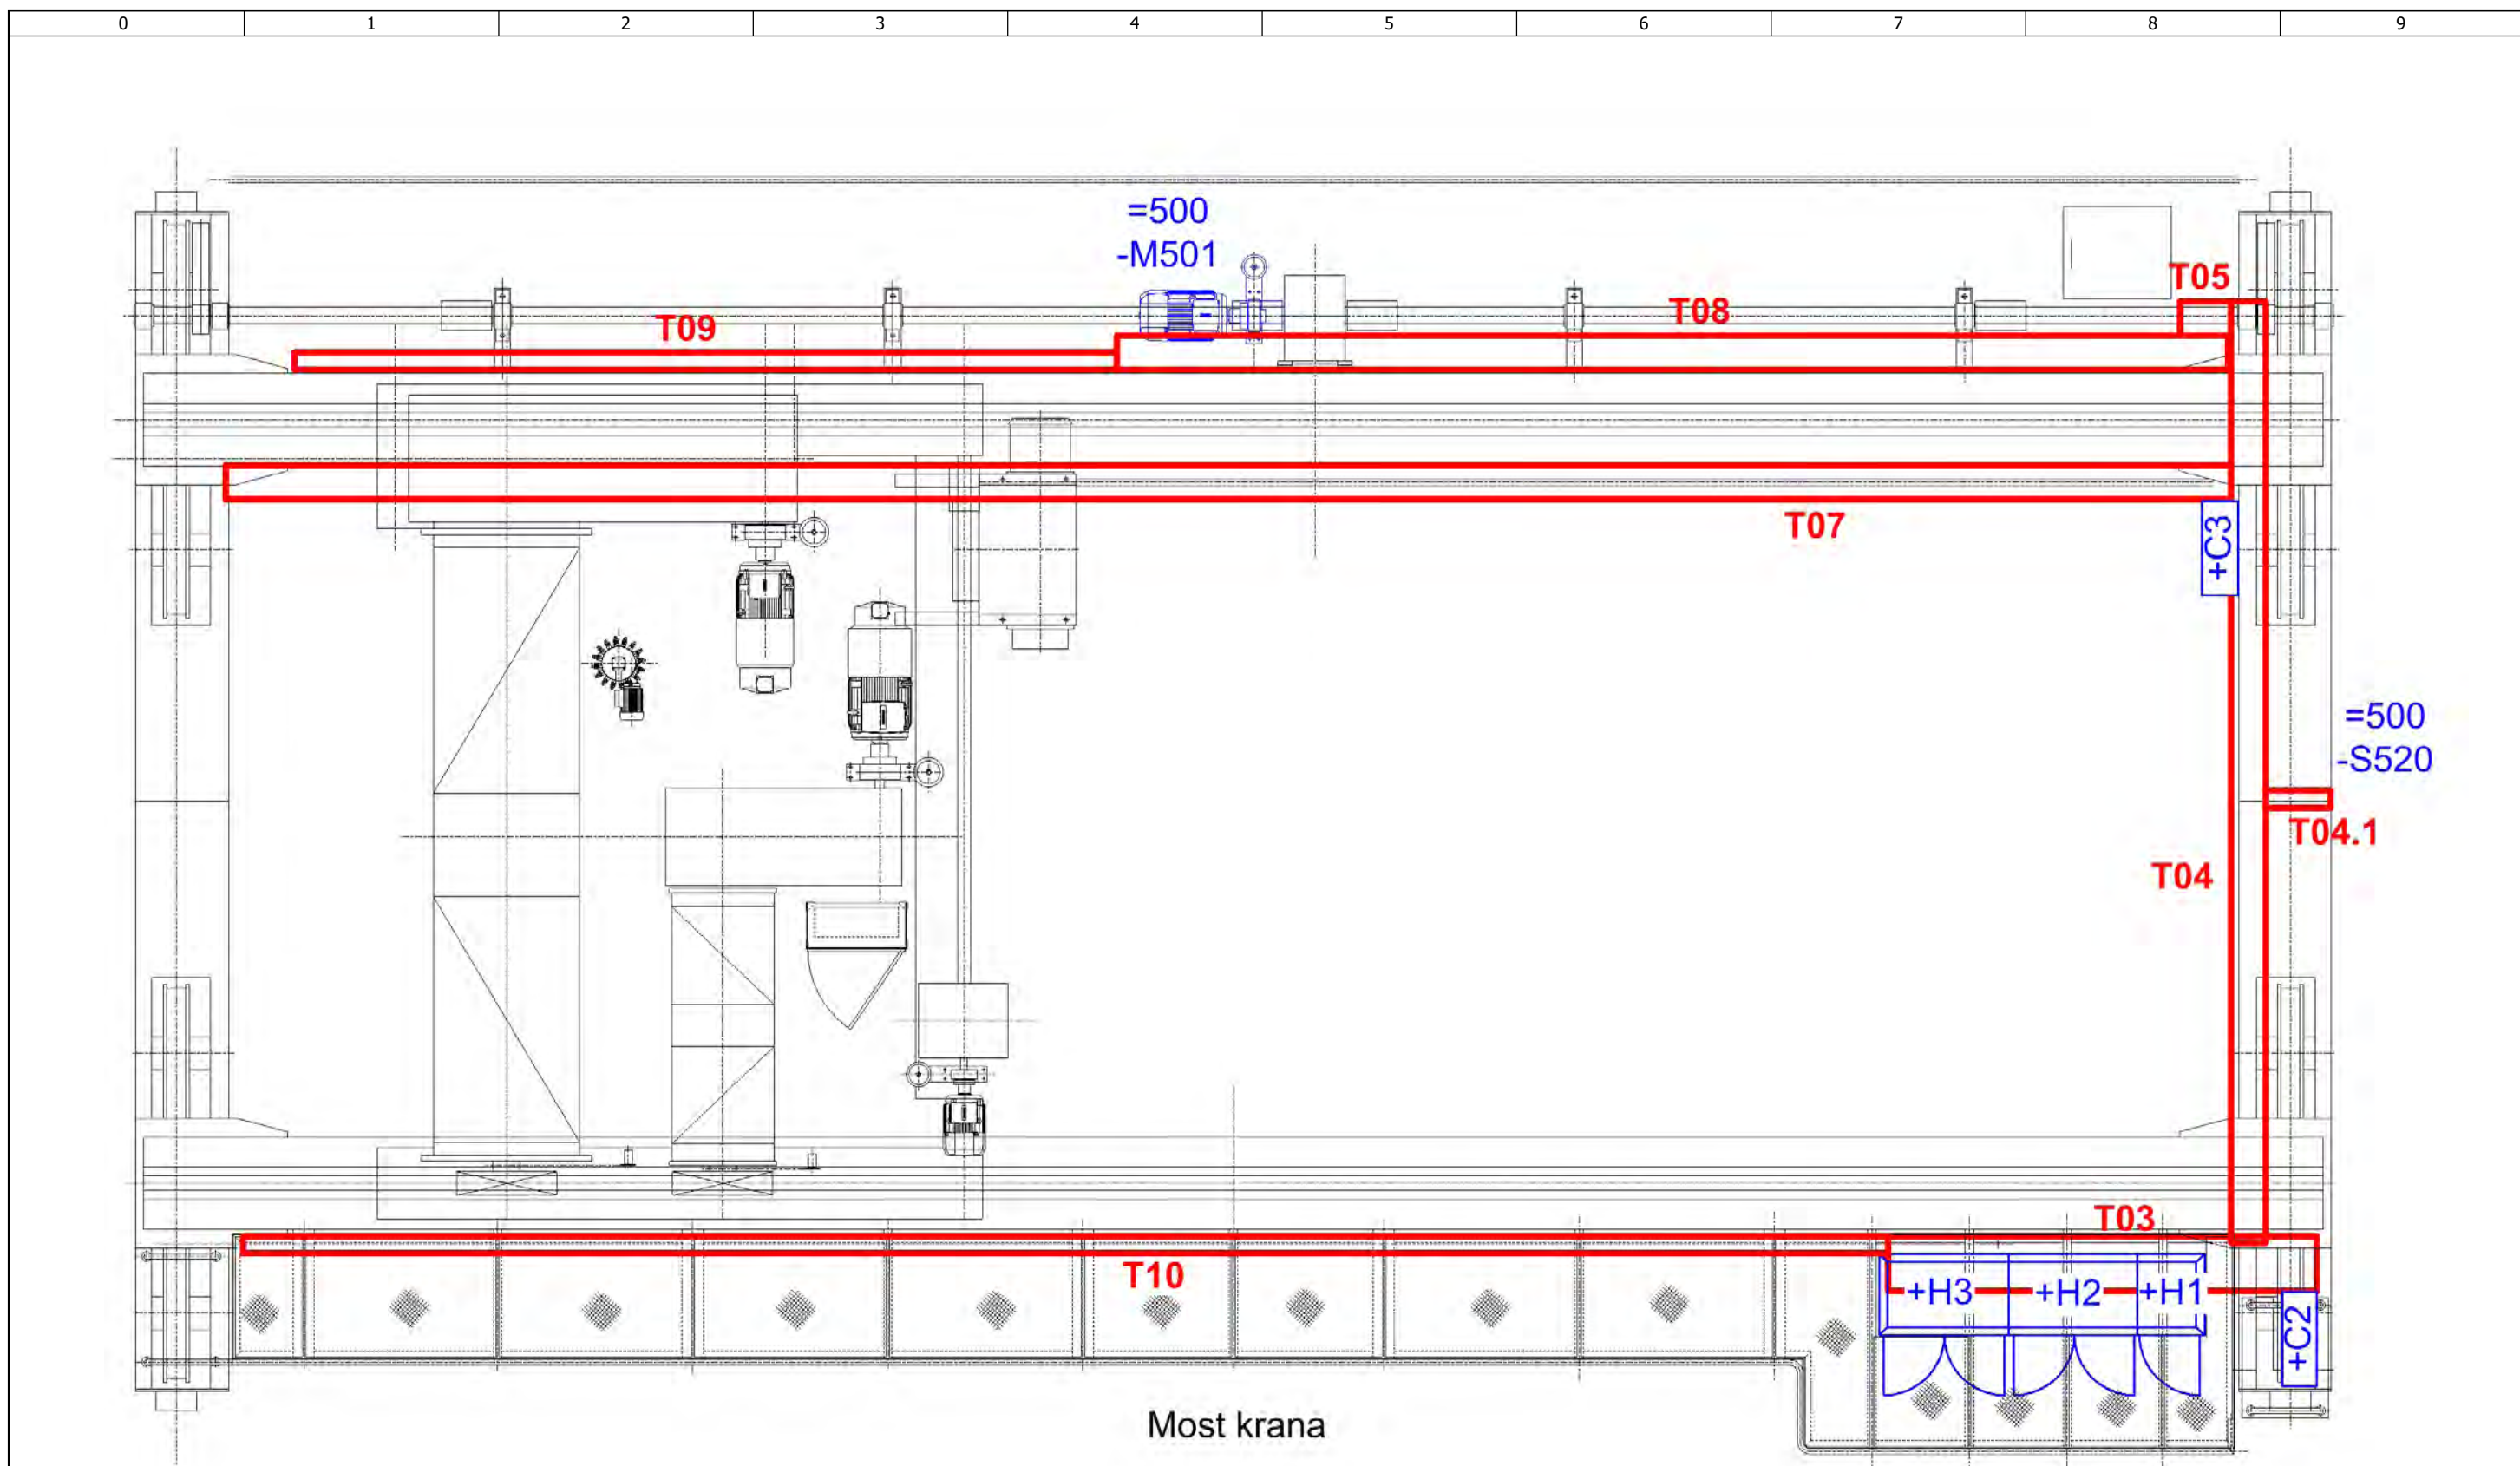 0 1 2 3 4 5 6 7 8 9
=500
-M501
T05
T08
T09
T07
+C3
=500
-S520
T04.1
T04
T03
T10
+H3 +H2 +H1
+C2
Most krana